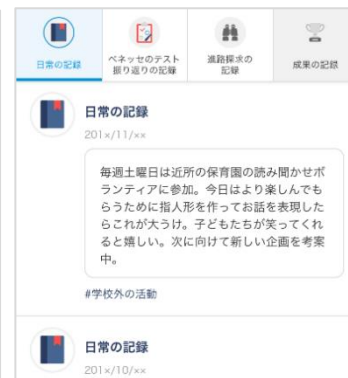 日常の記録
ベネッセのテスト
振り返りの記録
進路探求の
記録
成果の記録
日常の記録
201×/11/××
毎週土曜日は近所の保育園の読み聞かせボ
ランティアに参加。今日はより楽しんでも
らうために指人形を作ってお話を表現した
らこれが大うけ。子どもたちが笑ってくれ
ると嬉しい。次に向けて新しい企画を考案
中。
#学校外の活動
日常の記録
201×/10/××